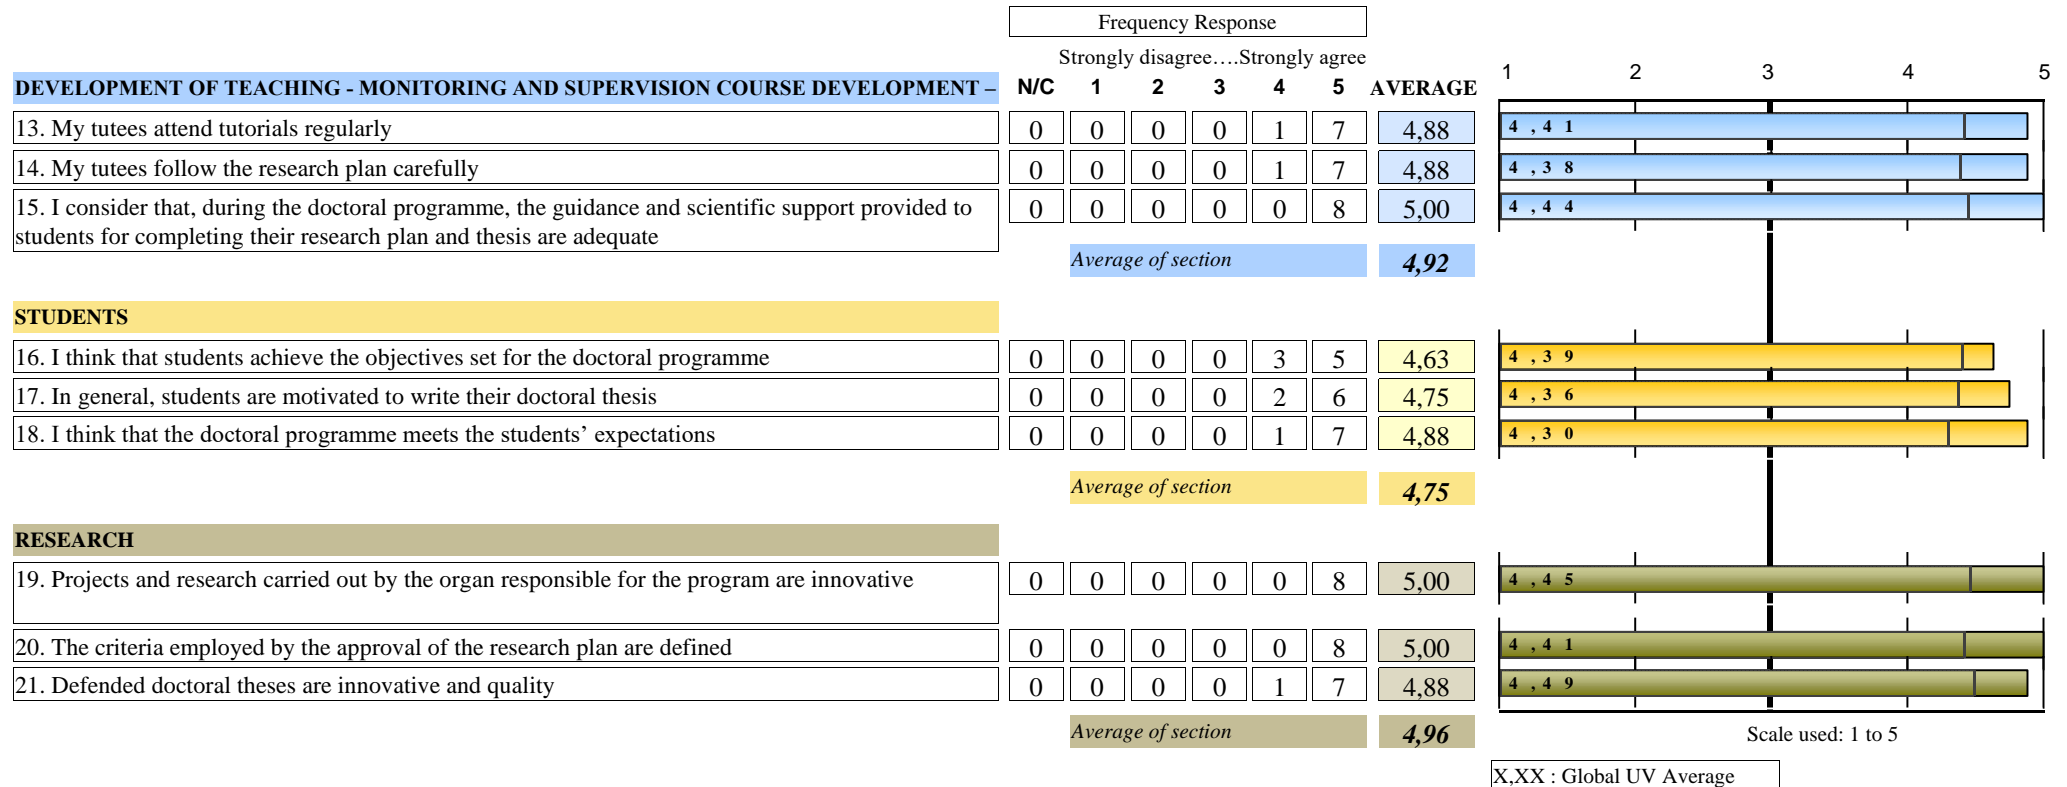 Frequency Response
Strongly disagree….Strongly agree
DEVELOPMENT OF TEACHING - MONITORING AND SUPERVISION COURSE DEVELOPMENT – N/C 1 2 3 4 5 AVERAGE 1 2 3 4 5
13. My tutees attend tutorials regularly 0 0 0 0 1 7 4,88 4,41
14. My tutees follow the research plan carefully 0 0 0 0 1 7 4,88 4,38
15. I consider that, during the doctoral programme, the guidance and scientific support provided to 0 0 0 0 0 8 5,00 4,44
students for completing their research plan and thesis are adequate
Average of section 4,92
STUDENTS
16. I think that students achieve the objectives set for the doctoral programme 0 0 0 0 3 5 4,63 4,39
17. In general, students are motivated to write their doctoral thesis 0 0 0 0 2 6 4,75 4,36
18. I think that the doctoral programme meets the students’ expectations 0 0 0 0 1 7 4,88 4,30
Average of section 4,75
RESEARCH
19. Projects and research carried out by the organ responsible for the program are innovative 0 0 0 0 0 8 5,00 4,45
20. The criteria employed by the approval of the research plan are defined 0 0 0 0 0 8 5,00 4,41
21. Defended doctoral theses are innovative and quality 0 0 0 0 1 7 4,88 4,49
Average of section 4,96
Scale used: 1 to 5
X,XX : Global UV Average